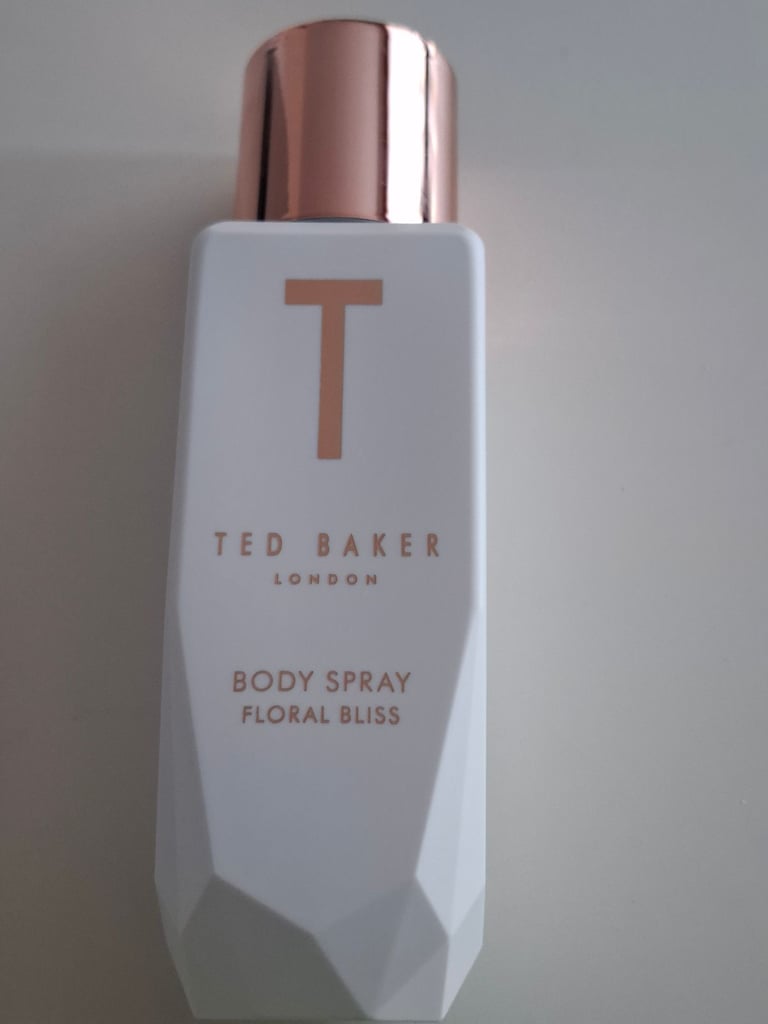 T
TED BAKER
LONDON
BODY SPRAY
FLORAL BLISS